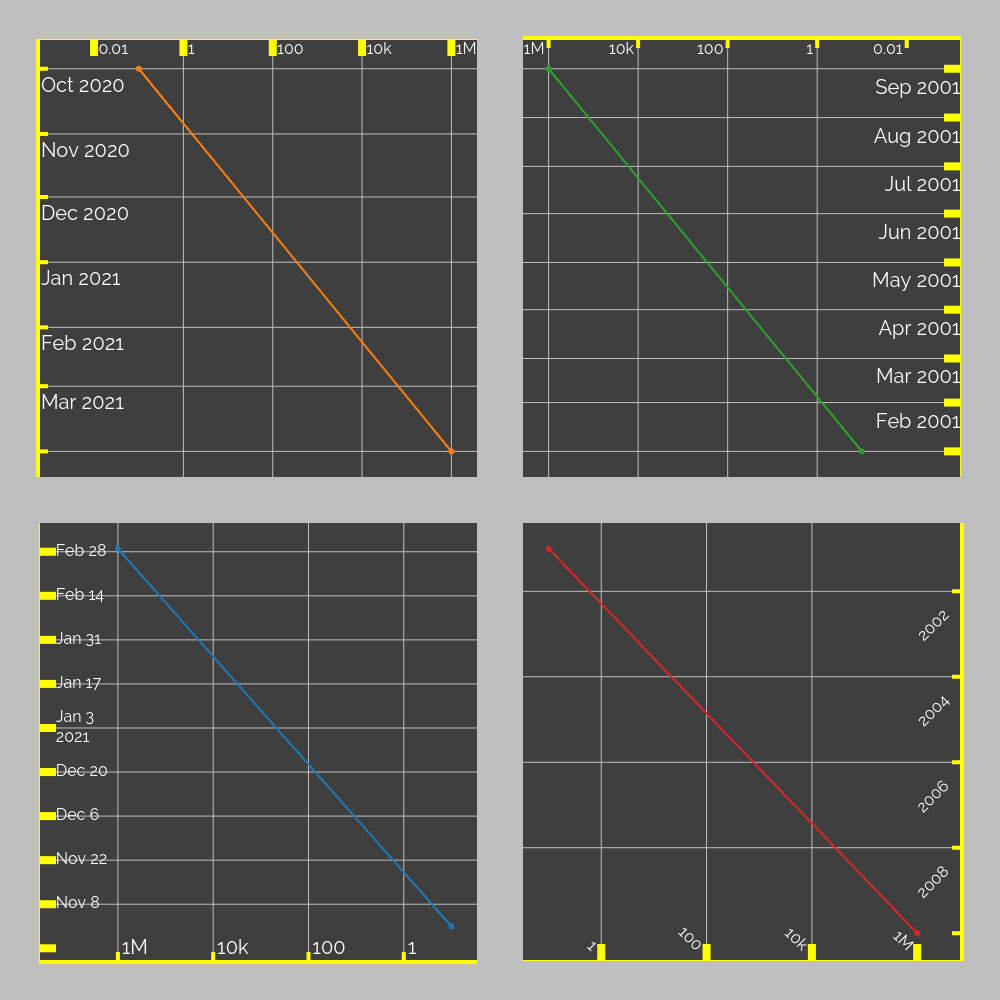 0.01 1 100 10k 1M
Oct 2020
Nov 2020
Dec 2020
Jan 2021
Feb 2021
Mar 2021
1M 10k 100 1 0.01
Sep 2001
Aug 2001
Jul 2001
Jun 2001
May 2001
Apr 2001
Mar 2001
Feb 2001
Feb 28
Feb 14
Jan 31
Jan 17
Jan 3
2021
Dec 20
Dec 6
Nov 22
Nov 8
1M 10k 100 1
2002
2004
2006
2008
1 100 10k 1M